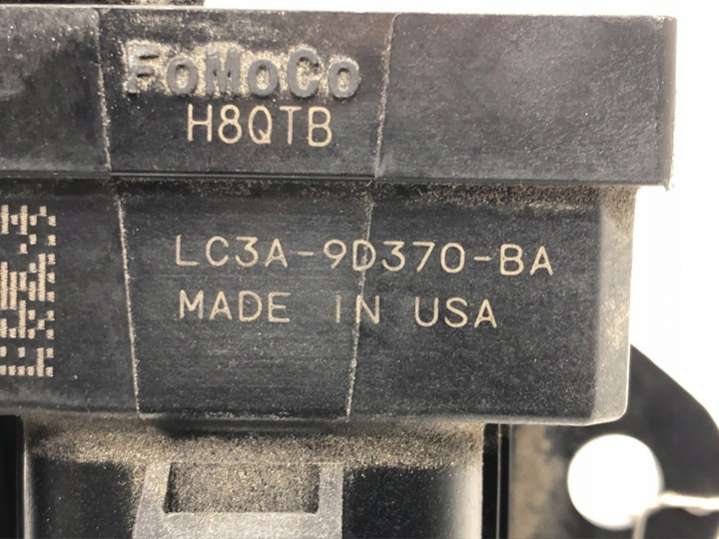 FoMoCo
H8QTB
LC3A-9D370-BA
MADE IN USA